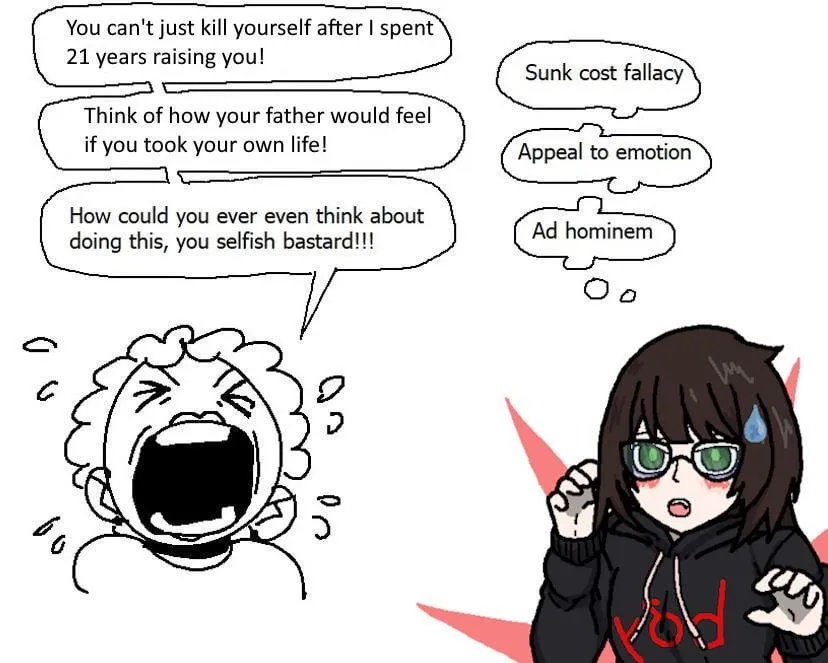 You can't just kill yourself after I spent
21 years raising you!
Think of how your father would feel
if you took your own life!
How could you ever even think about
doing this, you selfish bastard!!!
Sunk cost fallacy
Appeal to emotion
Ad hominem